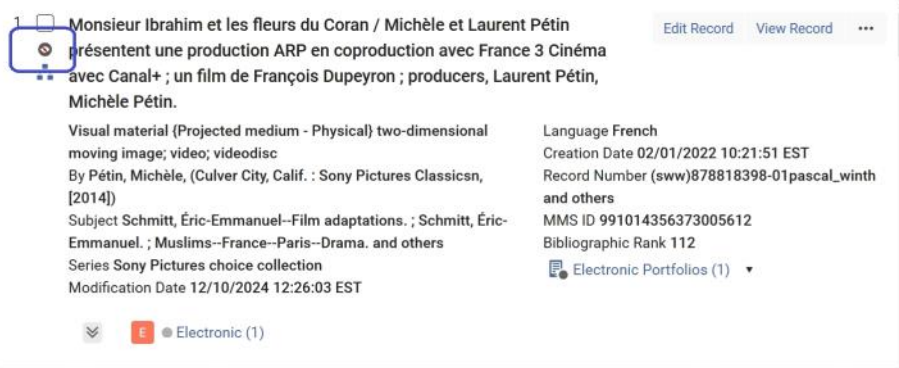 1 Monsieur Ibrahim et les fleurs du Coran / Michèle et Laurent Pétin
présentent une production ARP en coproduction avec France 3 Cinéma
avec Canal+ ; un film de François Dupeyron ; producers, Laurent Pétin,
Michèle Pétin.
Edit Record View Record
Visual material {Projected medium - Physical} two-dimensional
moving image; video; videodisc
By Pétin, Michèle, (Culver City, Calif. : Sony Pictures Classicsn,
[2014])
Subject Schmitt, Éric-Emmanuel--Film adaptations. ; Schmitt, Éric-
Emmanuel. ; Muslims--France--Paris--Drama. and others
Series Sony Pictures choice collection
Modification Date 12/10/2024 12:26:03 EST
Language French
Creation Date 02/01/2022 10:21:51 EST
Record Number (sww)878818398-01pascal_winth
and others
MMS ID 991014356373005612
Bibliographic Rank 112
Electronic Portfolios (1)
E Electronic (1)